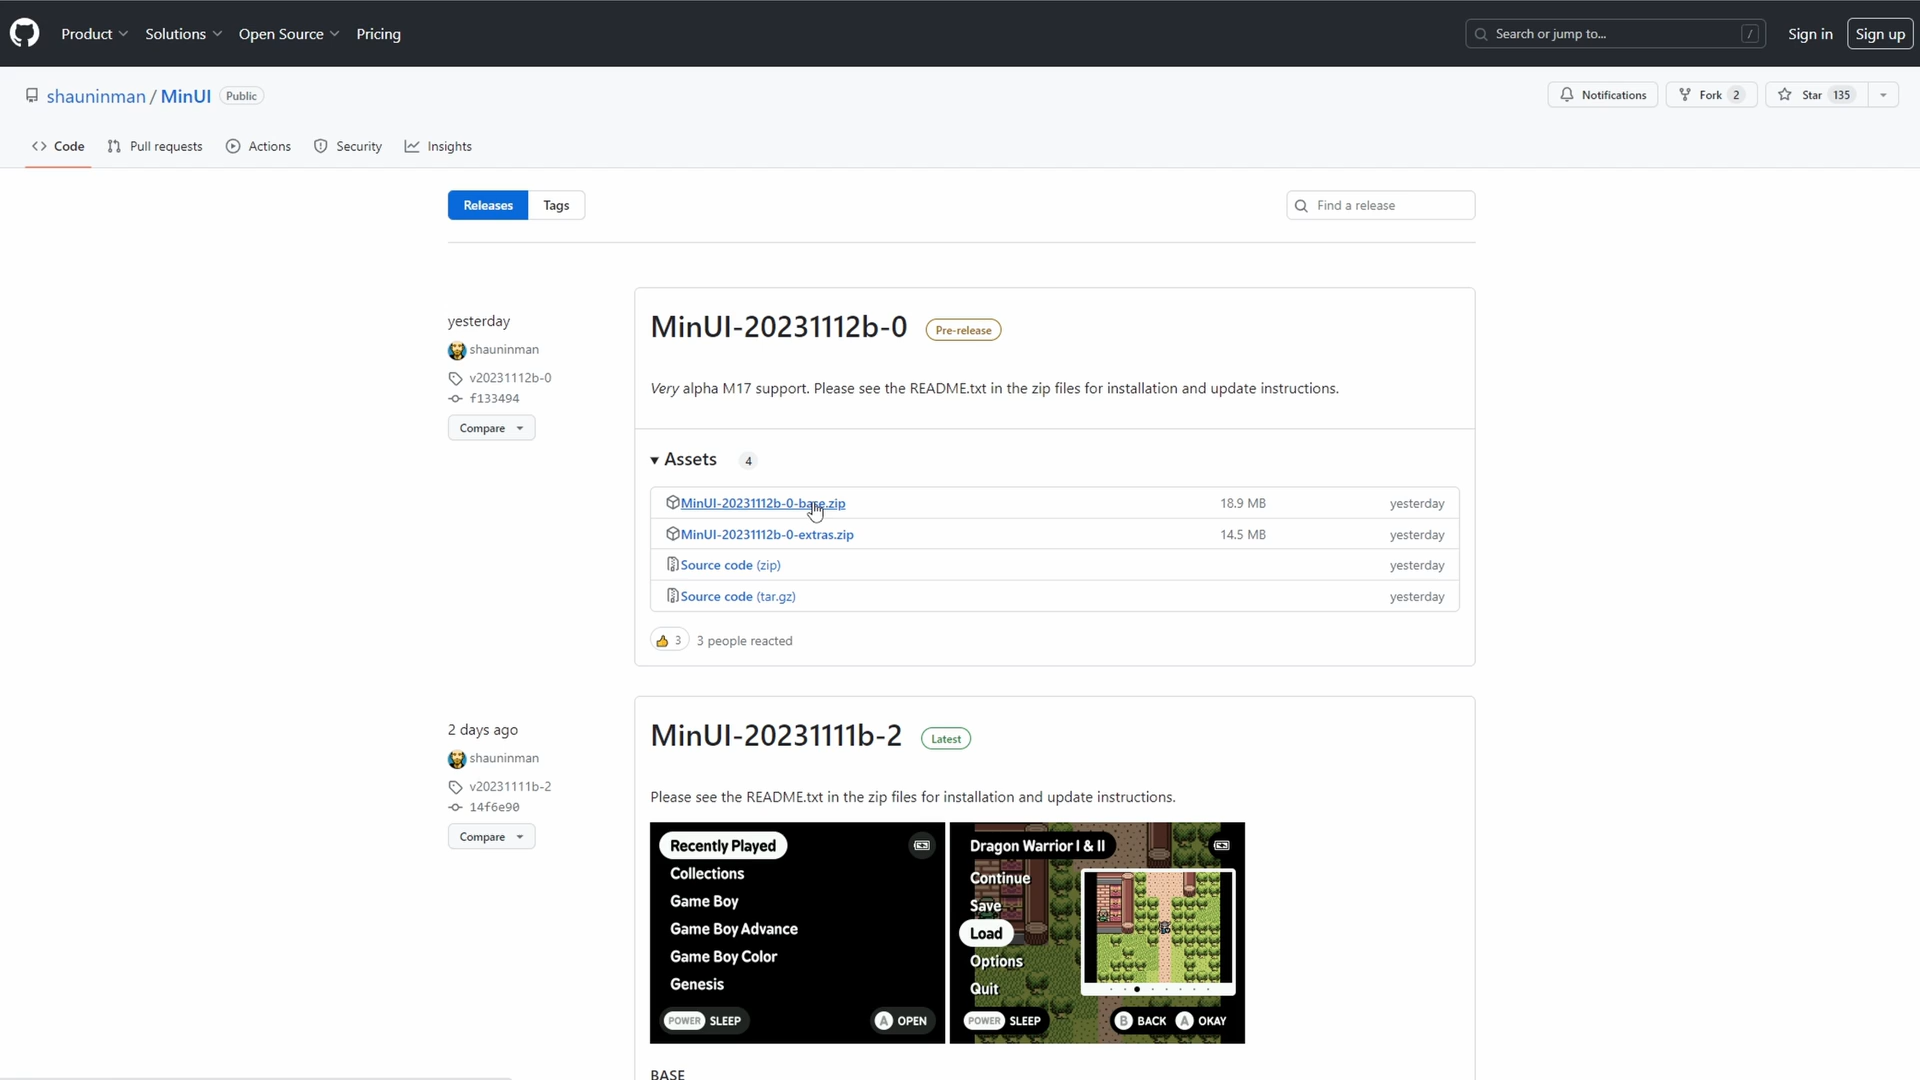 Product
Solutions
Open Source
Pricing
Search or jump to...
/
Sign in
Sign up
shauninman / MinUI
Public
Notifications
Fork 2
Star 135
Code
Pull requests
Actions
Security
Insights
Releases
Tags
Find a release
yesterday
shauninman
v20231112b-0
f133494
Compare
MinUI-20231112b-0
Pre-release
Very alpha M17 support. Please see the README.txt in the zip files for installation and update instructions.
Assets 4
MinUI-20231112b-0-base.zip 18.9 MB yesterday
MinUI-20231112b-0-extras.zip 14.5 MB yesterday
Source code (zip) yesterday
Source code (tar.gz) yesterday
3 3 people reacted
2 days ago
shauninman
v20231111b-2
14f6e90
Compare
MinUI-20231111b-2
Latest
Please see the README.txt in the zip files for installation and update instructions.
Recently Played
Collections
Game Boy
Game Boy Advance
Game Boy Color
Genesis
POWER SLEEP
A OPEN
Dragon Warrior I & II
Continue
Save
Load
Options
Quit
POWER SLEEP
B BACK A OKAY
BASE